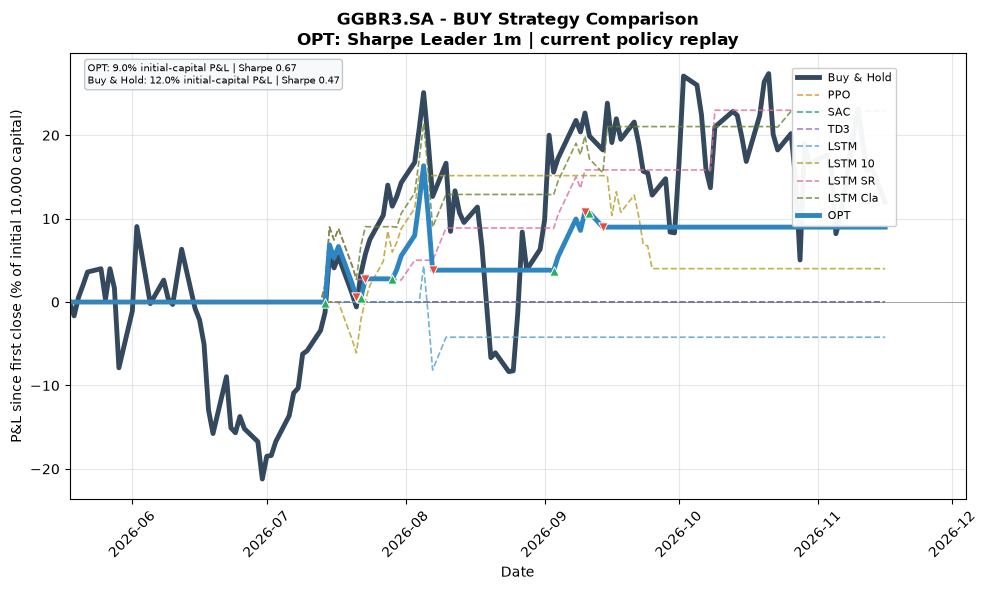 GGBR3.SA - BUY Strategy Comparison
OPT: Sharpe Leader 1m | current policy replay
OPT: 9.0% initial-capital P&L | Sharpe 0.67
Buy & Hold: 12.0% initial-capital P&L | Sharpe 0.47
Buy & Hold
PPO
SAC
TD3
LSTM
LSTM 10
LSTM SR
LSTM Cla
OPT
P&L since first close (% of initial 10,000 capital)
20
10
0
−10
−20
2026-06
2026-07
2026-08
2026-09
2026-10
2026-11
2026-12
Date